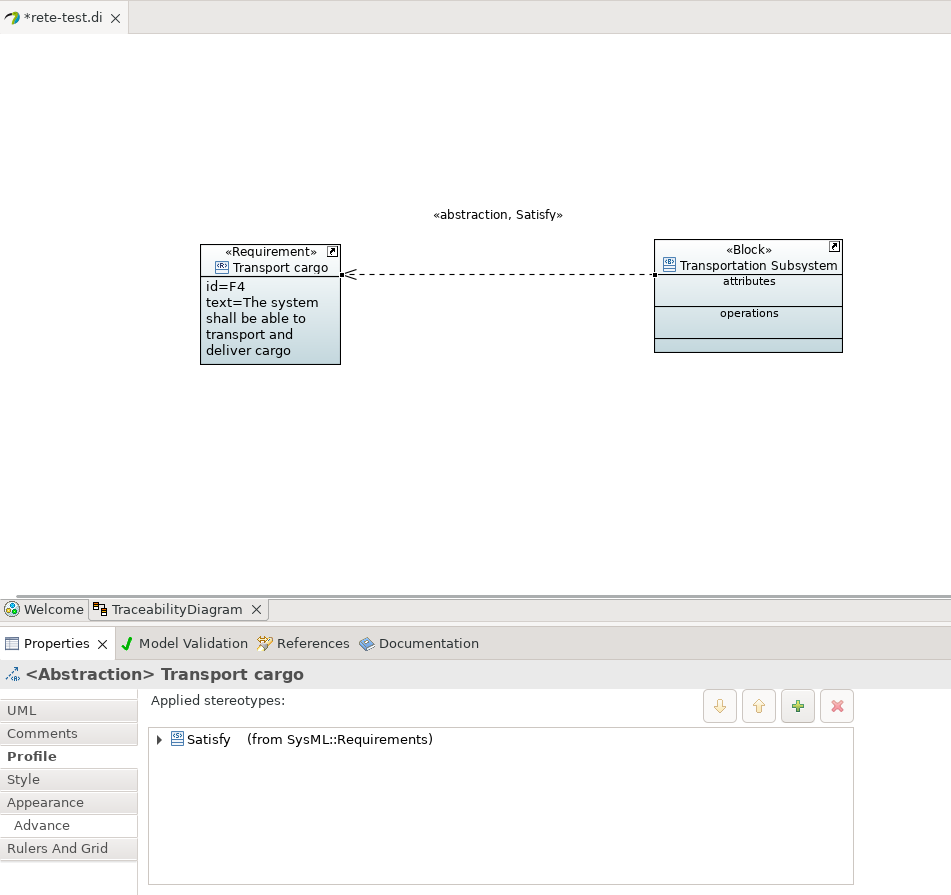 *rete-test.di
«abstraction, Satisfy»
«Requirement»
Transport cargo
id=F4
text=The system
shall be able to
transport and
deliver cargo
«Block»
Transportation Subsystem
attributes
operations
Welcome TraceabilityDiagram
Properties Model Validation References Documentation
<Abstraction> Transport cargo
UML
Comments
Profile
Style
Appearance
Advance
Rulers And Grid
Applied stereotypes:
Satisfy (from SysML::Requirements)